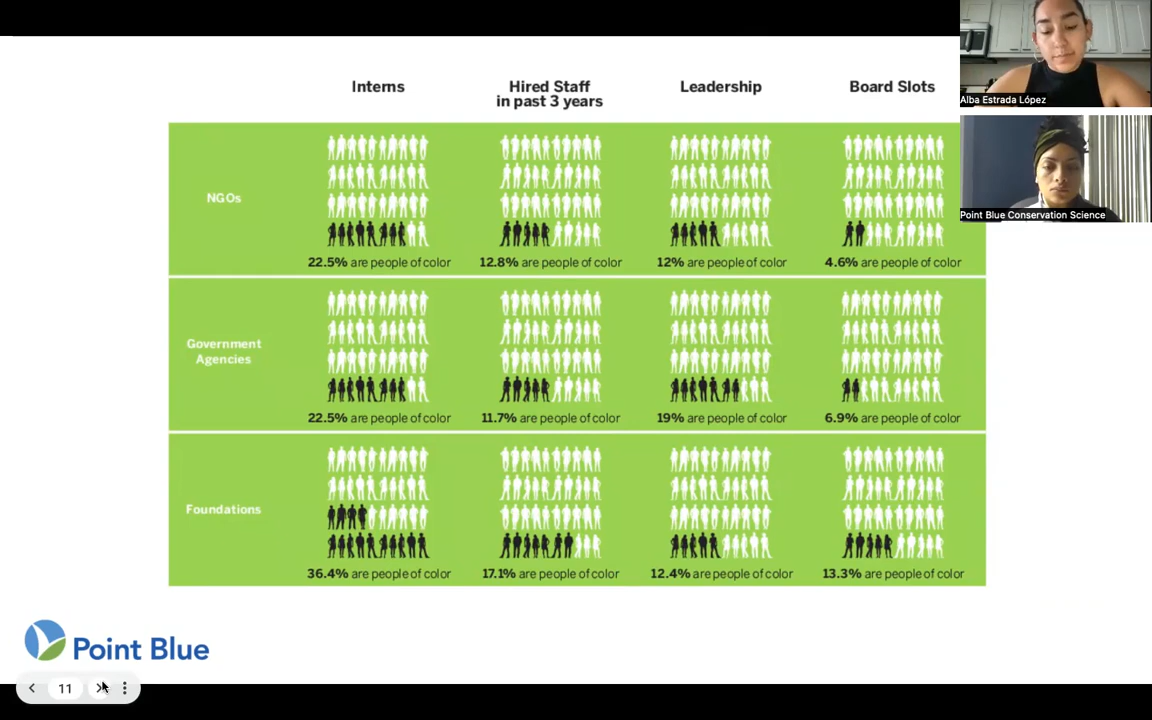 Interns
Hired Staff
in past 3 years
Leadership
Board Slots
Alba Estrada López
Point Blue Conservation Science
NGOs
22.5% are people of color
12.8% are people of color
12% are people of color
4.6% are people of color
Government
Agencies
22.5% are people of color
11.7% are people of color
19% are people of color
6.9% are people of color
Foundations
36.4% are people of color
17.1% are people of color
12.4% are people of color
13.3% are people of color
Point Blue
11